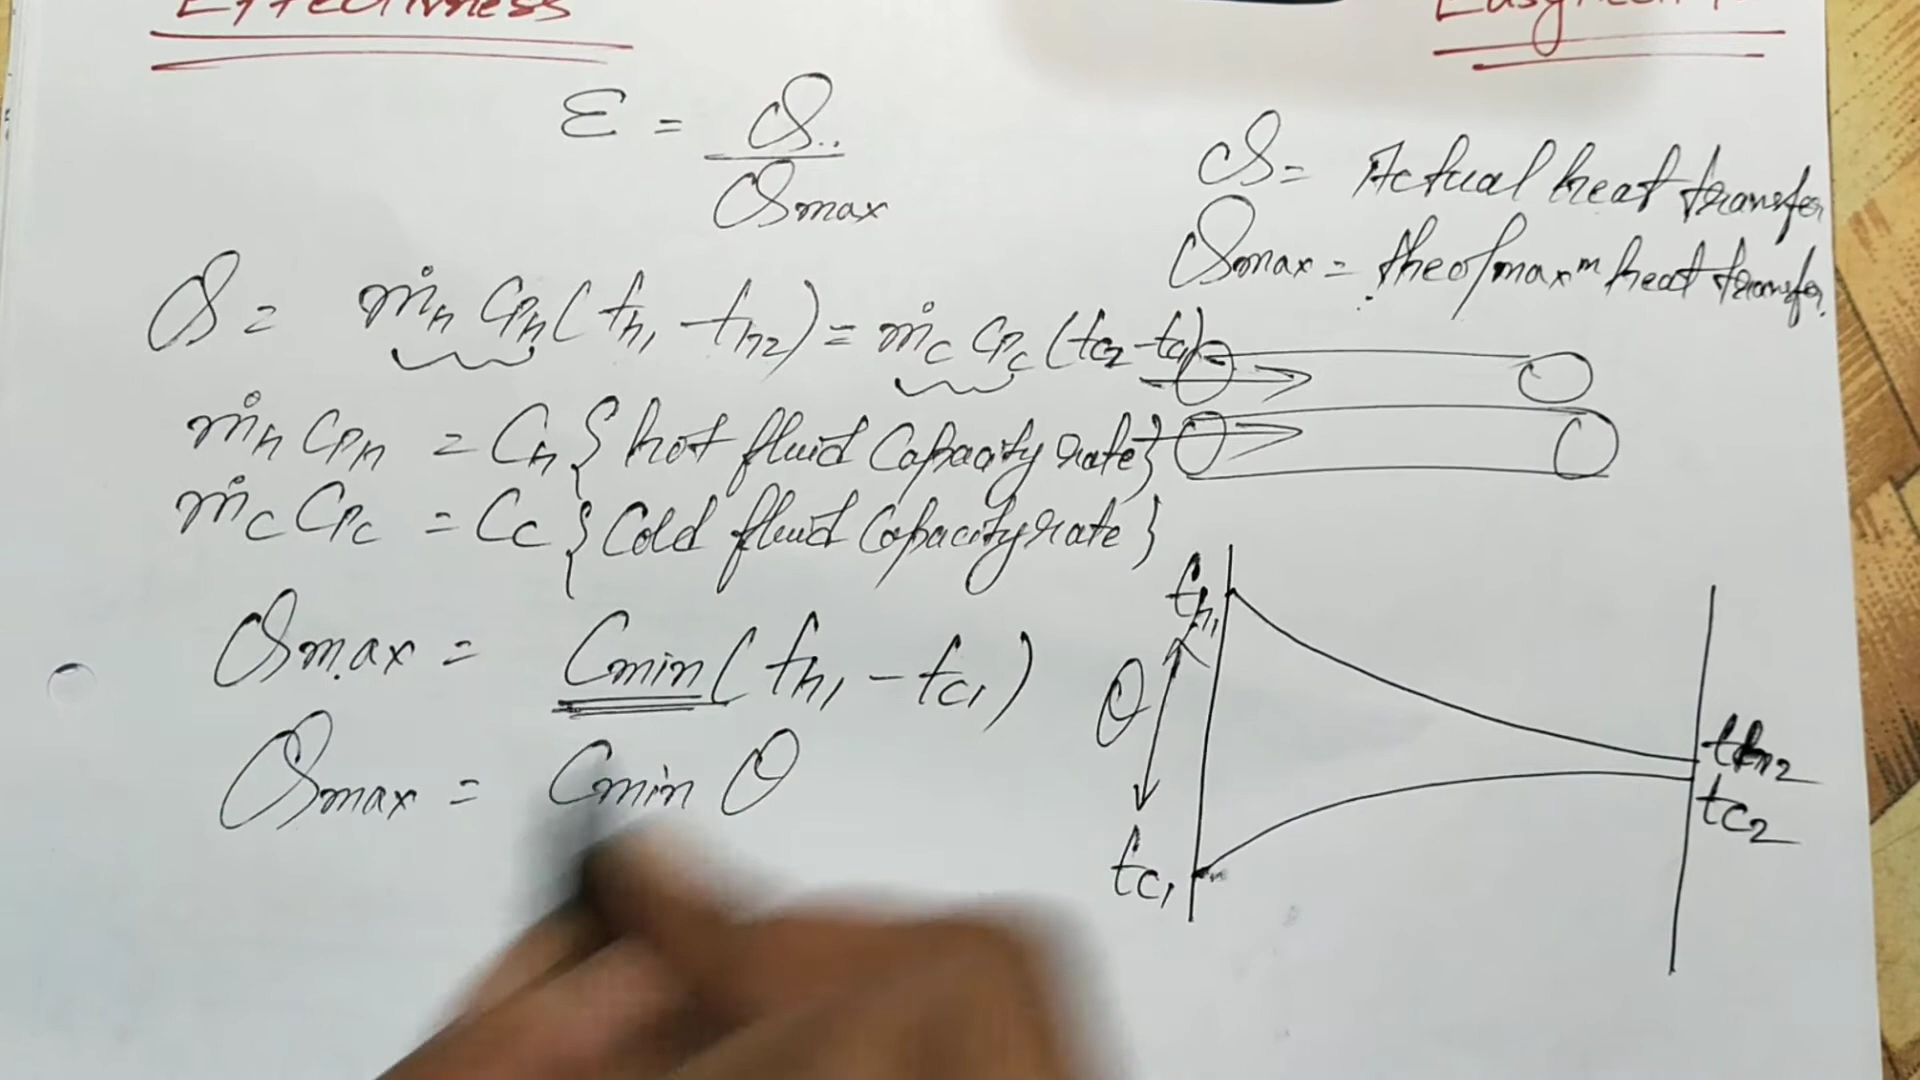 Effectiveness
ε = Q / Qmax
Q = Actual heat transfer
Qmax = theo/maxᵐ heat transfer.
Q = ṁh Cph (th1 - th2) = ṁc Cpc (tc2 - tc1)
ṁh Cph = Ch { hot fluid Capacity rate }
ṁc Cpc = Cc { Cold fluid Capacity rate }
Qmax = Cmin ( th1 - tc1 )
Qmax = Cmin θ
th1
θ
tc1
th2
tc2